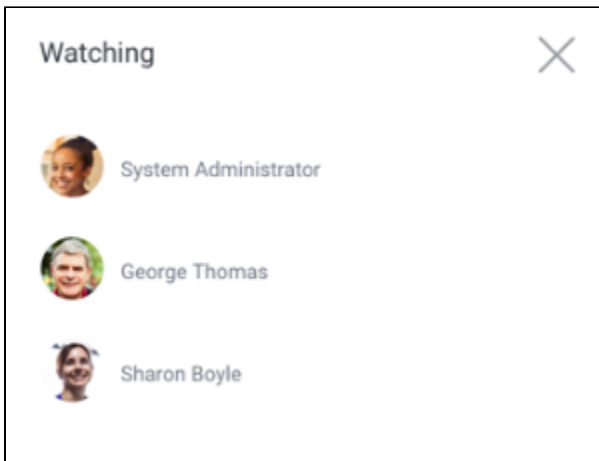 Watching
System Administrator
George Thomas
Sharon Boyle